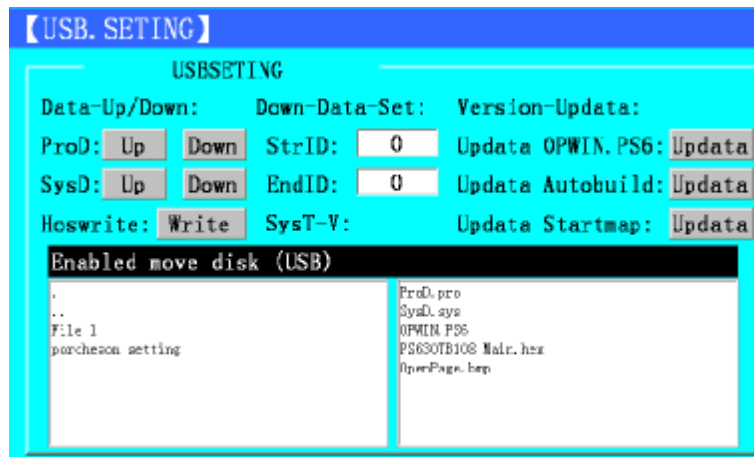 【USB.SETING】
USBSETING
Data-Up/Down: Down-Data-Set: Version-Updata:
ProD: Up Down StrID: 0 Updata OPWIN.PS6: Updata
SysD: Up Down EndID: 0 Updata Autobuild: Updata
Hoswrite: Write SysT-V: Updata Startmap: Updata
Enabled move disk (USB)
.
..
File 1
porcheson setting
ProD.pro
SysD.sys
OPWIN.PS6
PS630TB108 Mair.hex
OpenPage.bmp